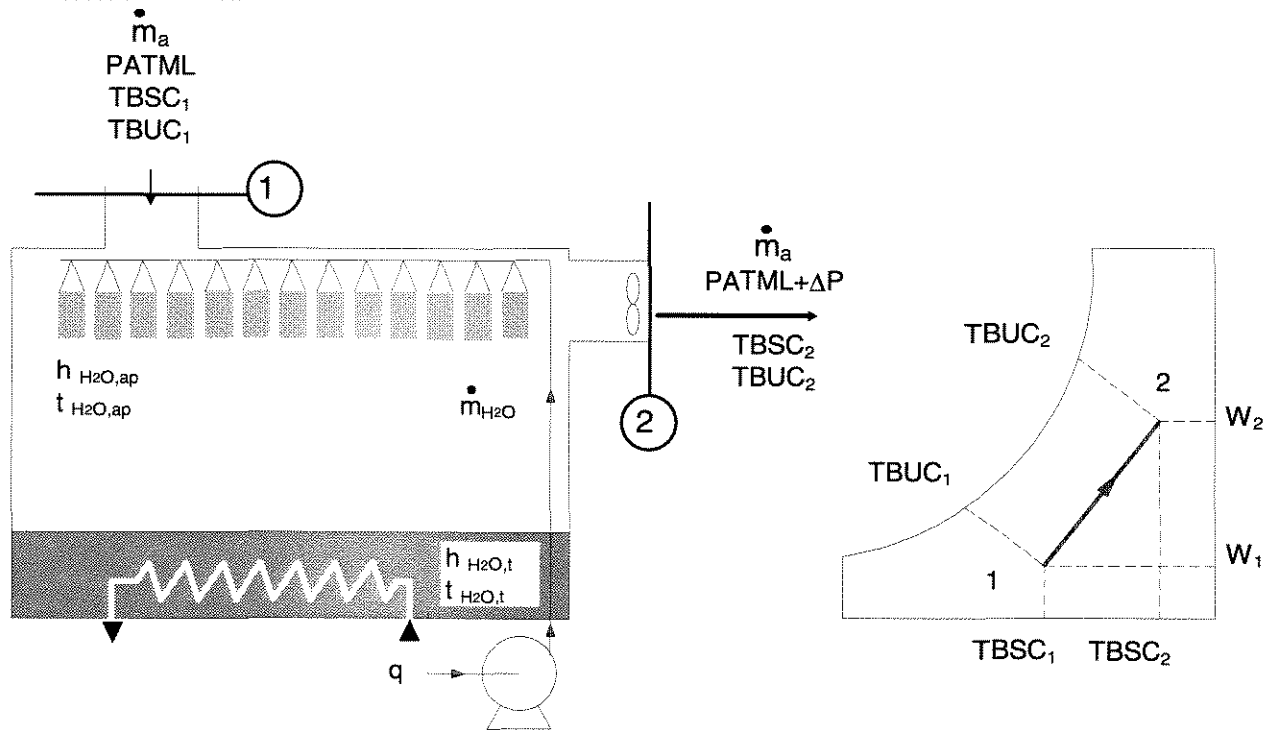 ṁa
PATML
TBSC₁
TBUC₁
1
ṁa
PATML+ΔP
TBSC₂
TBUC₂
2
h H2O,ap
t H2O,ap
ṁH2O
h H2O,t
t H2O,t
q
TBUC₂
2
W₂
TBUC₁
1
W₁
TBSC₁ TBSC₂